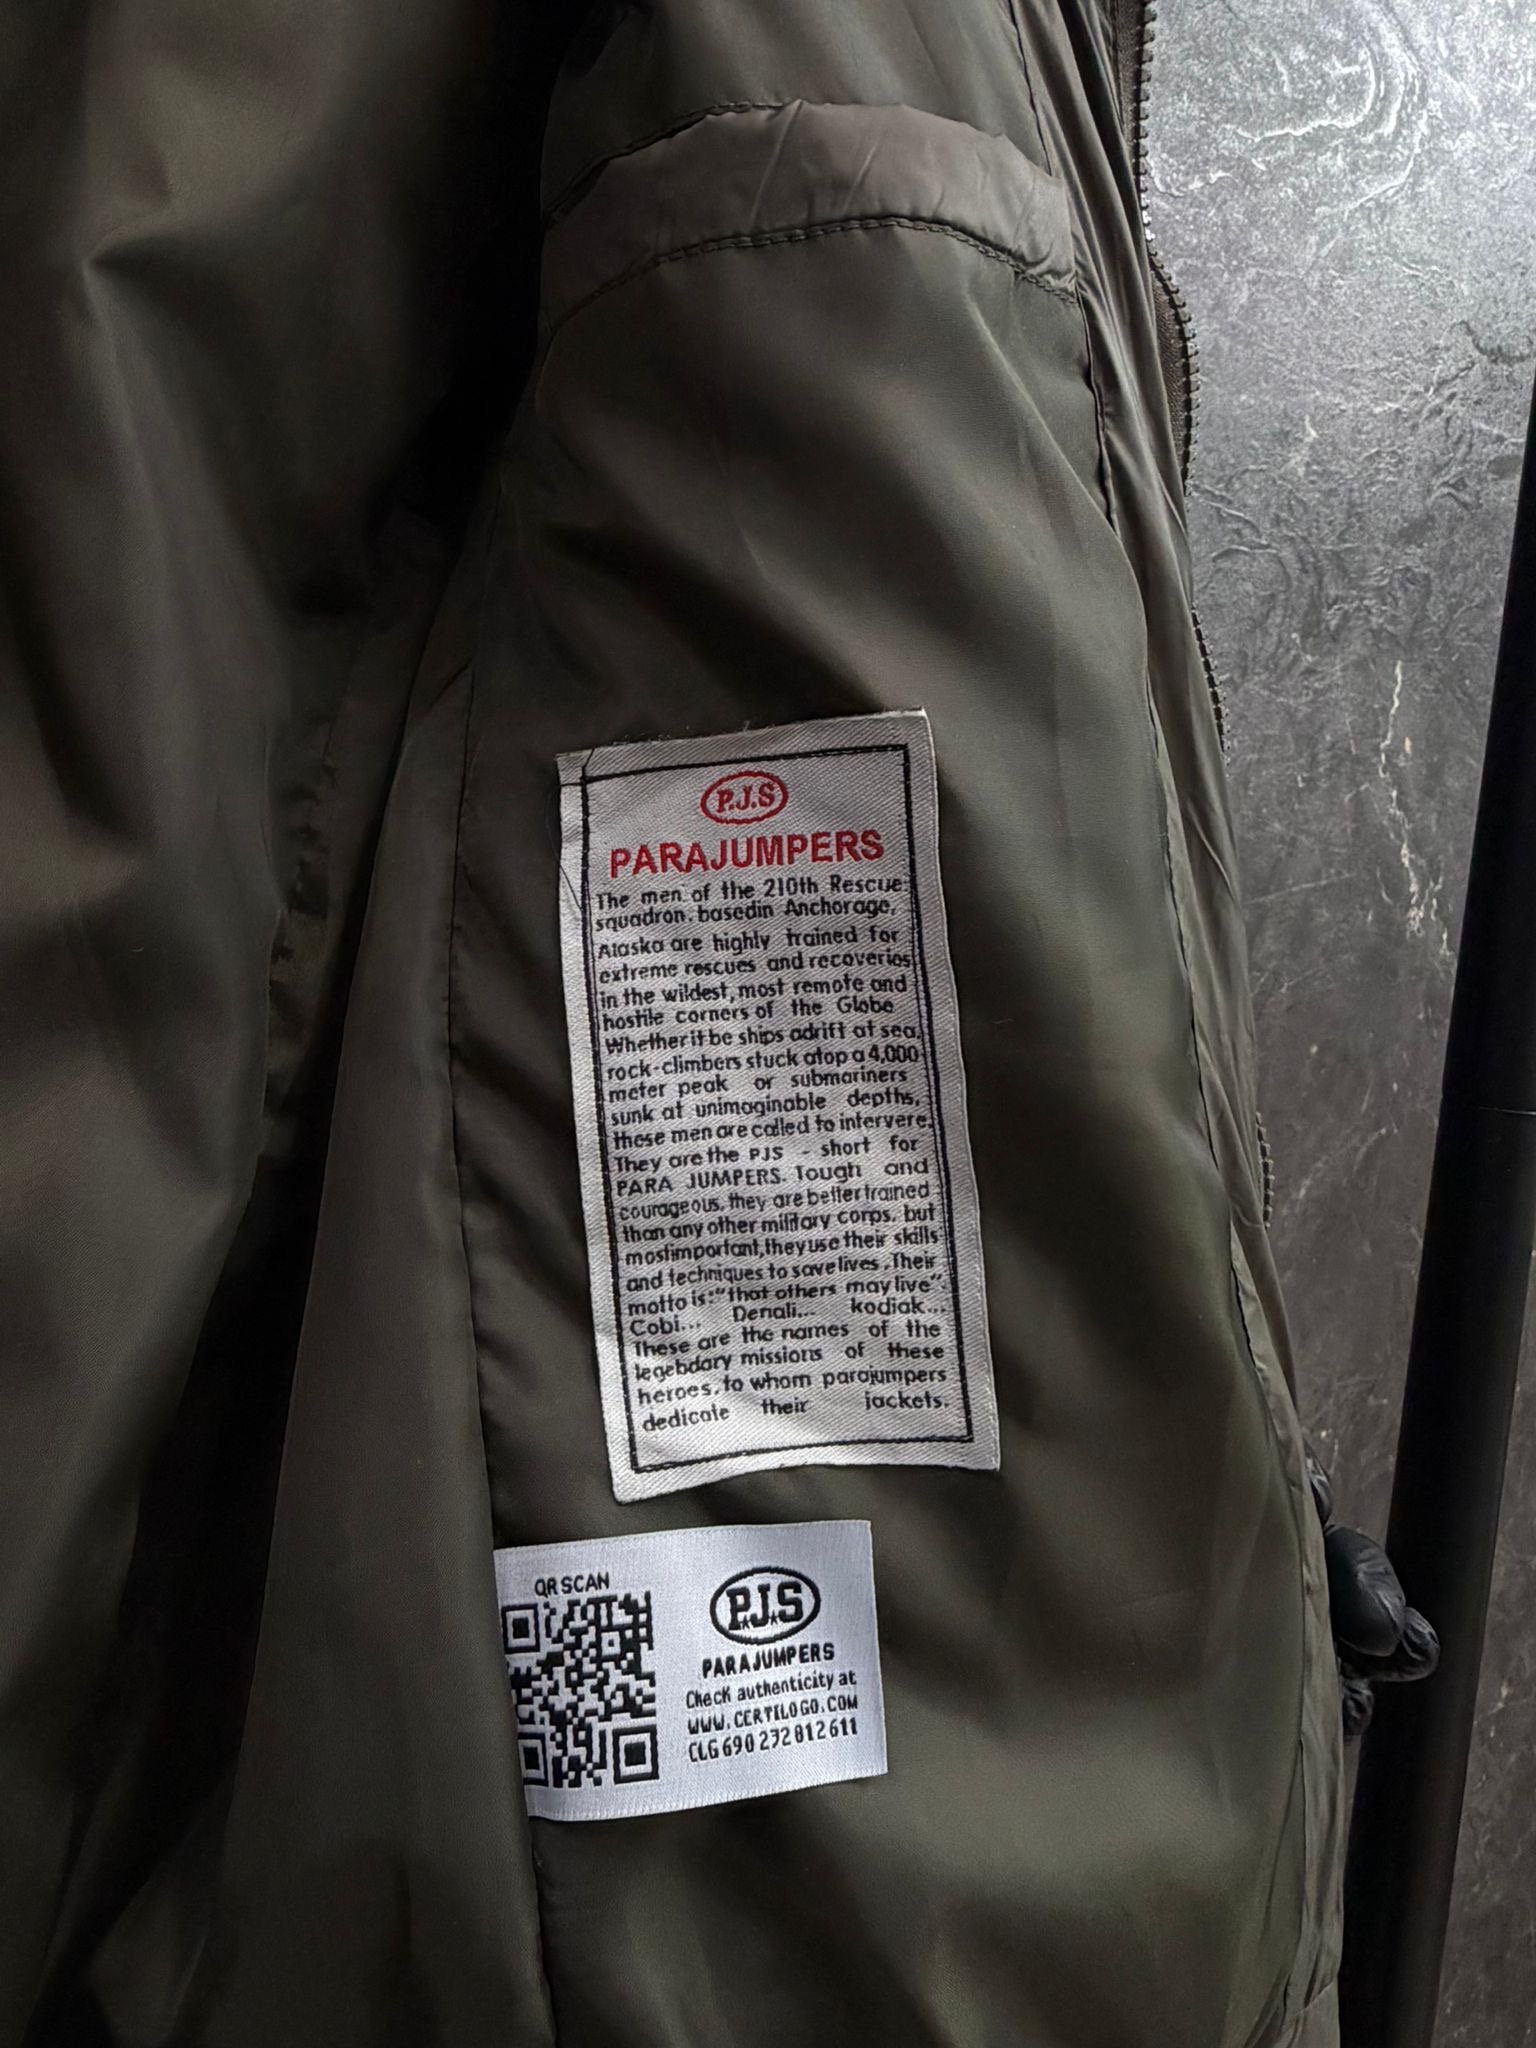 P.J.S
PARAJUMPERS
The men of the 210th Rescue
squadron. basedin Anchorage,
Alaska are highly trained for
extreme rescues and recoveries
in the wildest, most remote and
hostile corners of the Globe
Whether it be ships adrift at sea,
rock-climbers stuck atop a 4,000
meter peak or submariners
sunk at unimaginable depths,
these men are called to intervere.
They are the PJS - short for
PARA JUMPERS. Tough and
courageous, they are better trained
than any other military corps. but
most important, they use their skills
and techniques to save lives. Their
motto is: "that others may live".
Cobi... Denali... kodiak...
These are the names of the
legebdary missions of these
heroes, to whom parajumpers
dedicate their jackets.
QR SCAN
P.J.S
PARAJUMPERS
Check authenticity at
WWW.CERTILOGO.COM
CLG 690 272 812 611